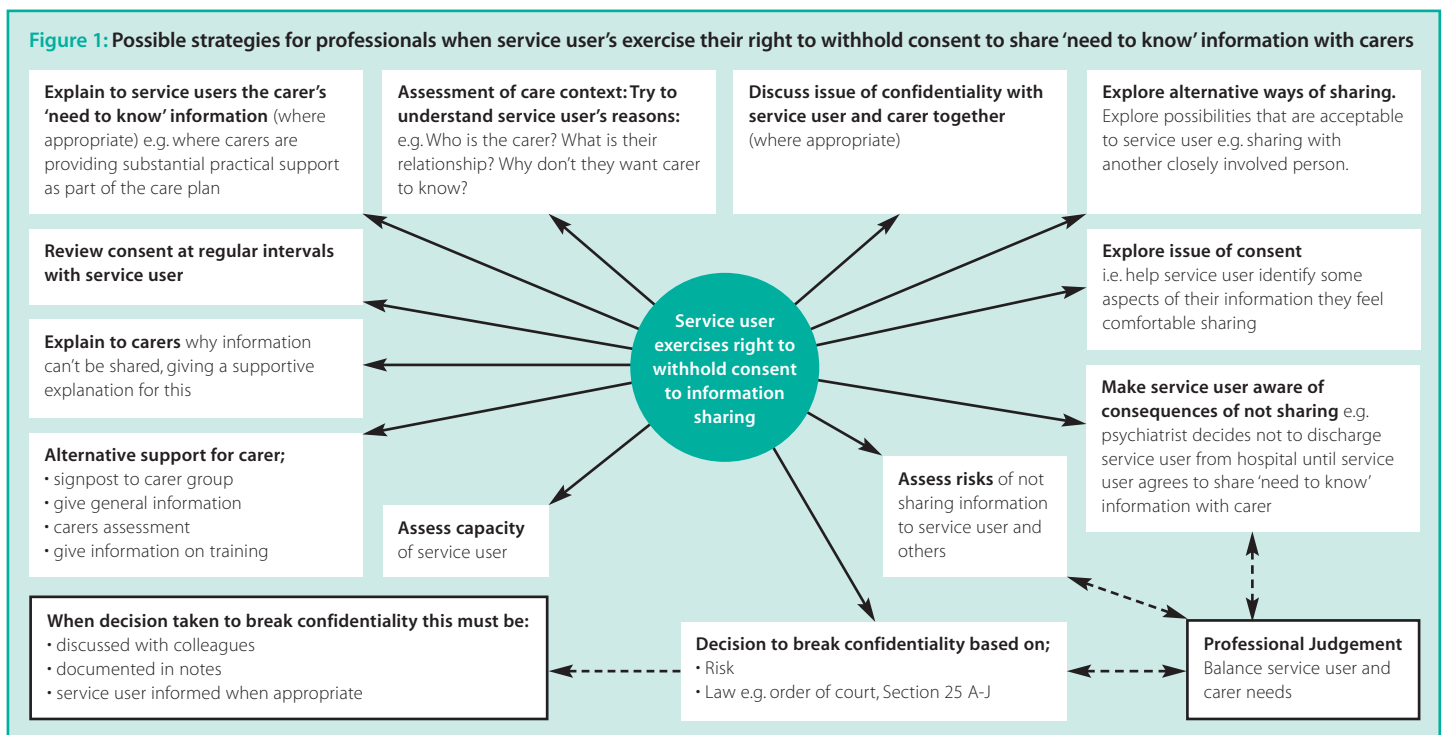 Figure 1: Possible strategies for professionals when service user's exercise their right to withhold consent to share 'need to know' information with carers
Explain to service users the carer's
'need to know' information (where
appropriate) e.g. where carers are
providing substantial practical support
as part of the care plan
Assessment of care context: Try to
understand service user's reasons:
e.g. Who is the carer? What is their
relationship? Why don't they want carer
to know?
Discuss issue of confidentiality with
service user and carer together
(where appropriate)
Explore alternative ways of sharing.
Explore possibilities that are acceptable
to service user e.g. sharing with
another closely involved person.
Review consent at regular intervals
with service user
Explore issue of consent
i.e. help service user identify some
aspects of their information they feel
comfortable sharing
Explain to carers why information
can't be shared, giving a supportive
explanation for this
Service user
exercises right to
withhold consent
to information
sharing
Make service user aware of
consequences of not sharing e.g.
psychiatrist decides not to discharge
service user from hospital until service
user agrees to share 'need to know'
information with carer
Alternative support for carer;
• signpost to carer group
• give general information
• carers assessment
• give information on training
Assess capacity
of service user
Assess risks of not
sharing information
to service user and
others
When decision taken to break confidentiality this must be:
• discussed with colleagues
• documented in notes
• service user informed when appropriate
Decision to break confidentiality based on;
• Risk
• Law e.g. order of court, Section 25 A-J
Professional Judgement
Balance service user and
carer needs